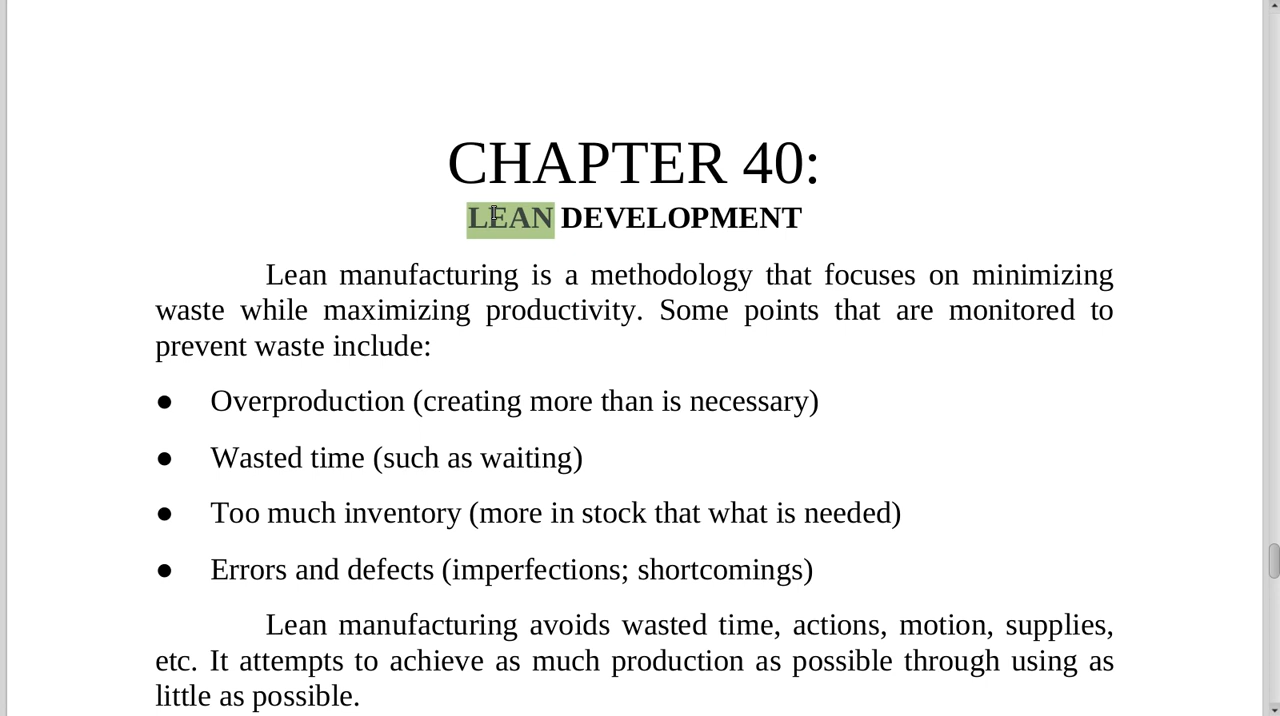 CHAPTER 40:
LEAN DEVELOPMENT
Lean manufacturing is a methodology that focuses on minimizing
waste while maximizing productivity. Some points that are monitored to
prevent waste include:
● Overproduction (creating more than is necessary)
● Wasted time (such as waiting)
● Too much inventory (more in stock that what is needed)
● Errors and defects (imperfections; shortcomings)
Lean manufacturing avoids wasted time, actions, motion, supplies,
etc. It attempts to achieve as much production as possible through using as
little as possible.